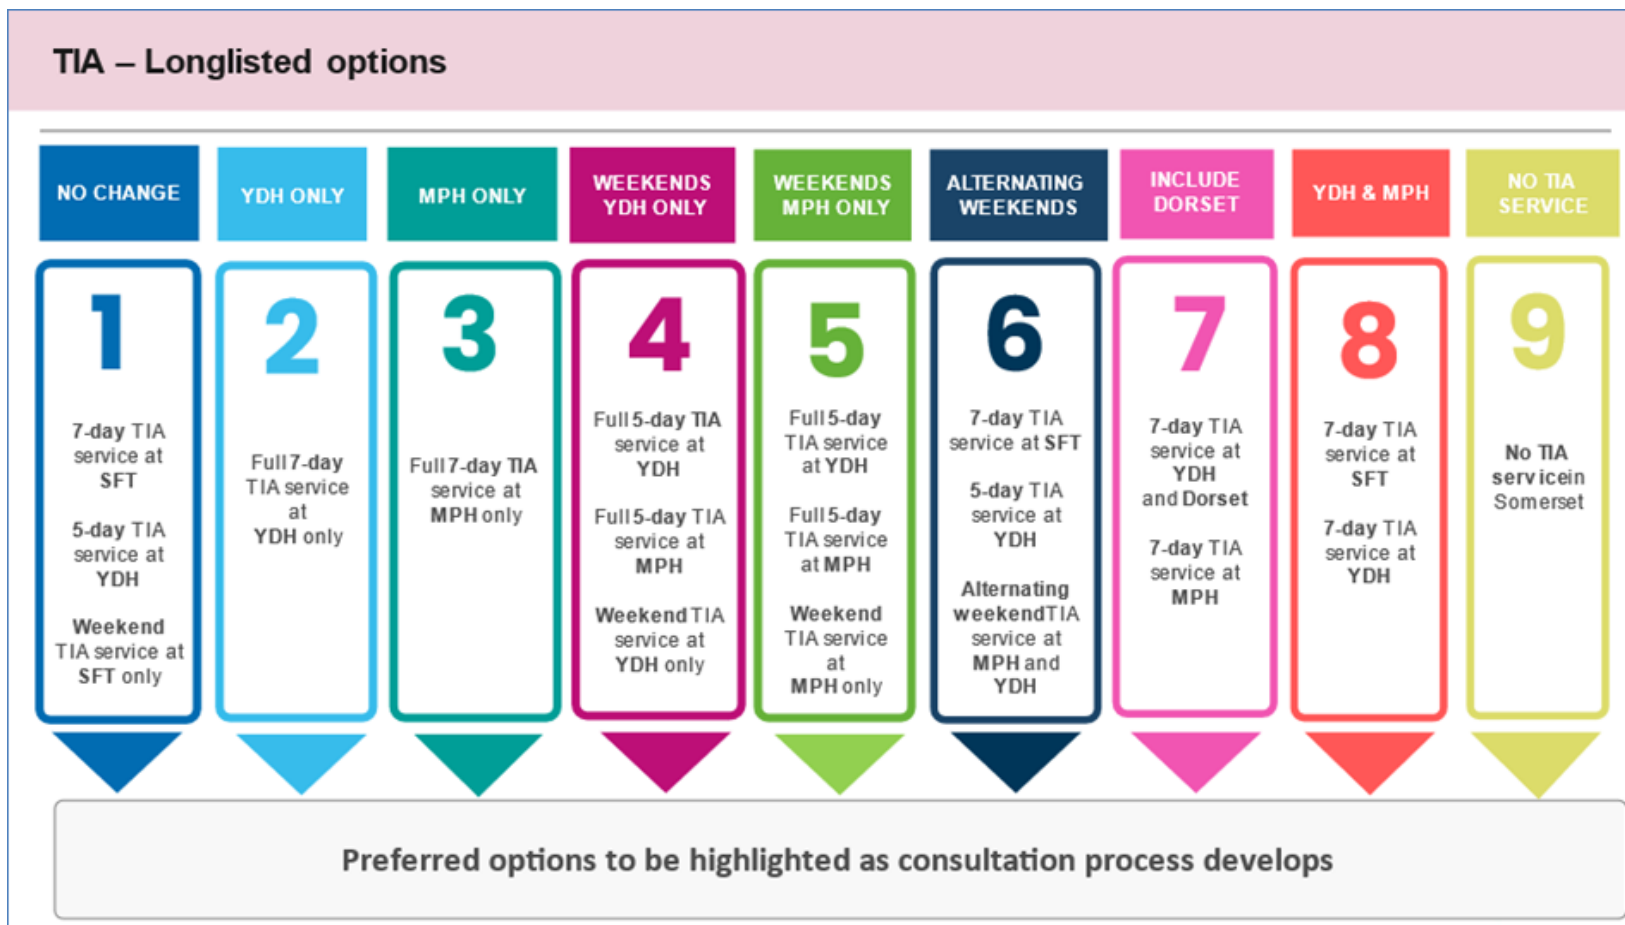 TIA – Longlisted options
NO CHANGE
1
7-day TIA
service at
SFT
5-day TIA
service at
YDH
Weekend
TIA service at
SFT only
YDH ONLY
2
Full 7-day
TIA service
at
YDH only
MPH ONLY
3
Full 7-day TIA
service at
MPH only
WEEKENDS
YDH ONLY
4
Full 5-day TIA
service at
YDH
Full 5-day TIA
service at
MPH
Weekend TIA
service at
YDH only
WEEKENDS
MPH ONLY
5
Full 5-day
TIA service
at YDH
Full 5-day
TIA service
at MPH
Weekend
TIA service
at
MPH only
ALTERNATING
WEEKENDS
6
7-day TIA
service at SFT
5-day TIA
service at
YDH
Alternating
weekendTIA
service at
MPH and
YDH
INCLUDE
DORSET
7
7-day TIA
service at
YDH
and Dorset
7-day TIA
service at
MPH
YDH & MPH
8
7-day TIA
service at
SFT
7-day TIA
service at
YDH
NO TIA
SERVICE
9
No TIA
servicein
Somerset
Preferred options to be highlighted as consultation process develops